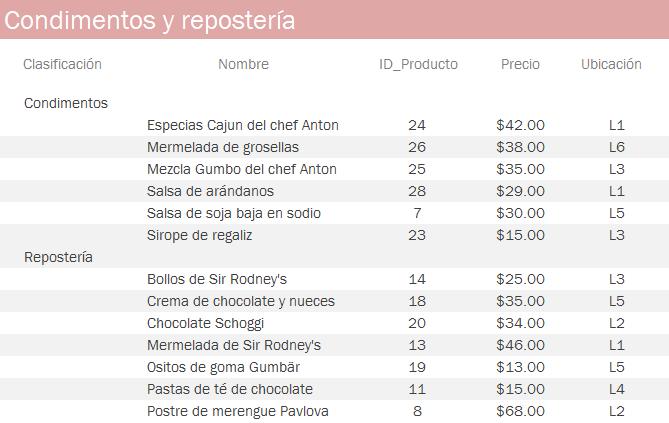 Condimentos y repostería
Clasificación Nombre ID_Producto Precio Ubicación
Condimentos
Especias Cajun del chef Anton 24 $42.00 L1
Mermelada de grosellas 26 $38.00 L6
Mezcla Gumbo del chef Anton 25 $35.00 L3
Salsa de arándanos 28 $29.00 L1
Salsa de soja baja en sodio 7 $30.00 L5
Sirope de regaliz 23 $15.00 L3
Repostería
Bollos de Sir Rodney's 14 $25.00 L3
Crema de chocolate y nueces 18 $35.00 L5
Chocolate Schoggi 20 $34.00 L2
Mermelada de Sir Rodney's 13 $46.00 L1
Ositos de goma Gumbär 19 $13.00 L5
Pastas de té de chocolate 11 $15.00 L4
Postre de merengue Pavlova 8 $68.00 L2